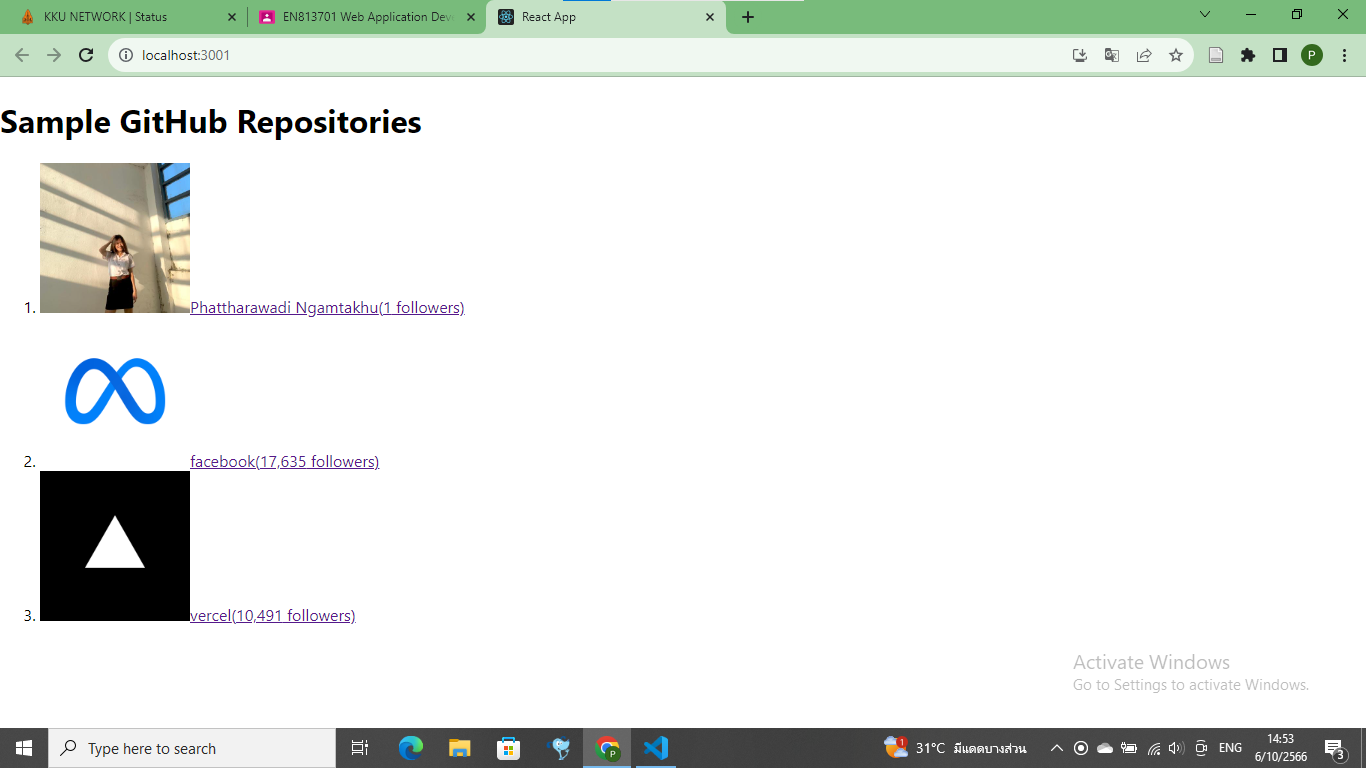 KKU NETWORK | Status
EN813701 Web Application Dev
React App
localhost:3001
P
Sample GitHub Repositories
1. Phattharawadi Ngamtakhu(1 followers)
2. facebook(17,635 followers)
3. vercel(10,491 followers)
Activate Windows
Go to Settings to activate Windows.
Type here to search
P
1
31°C มีแดดบางส่วน
ENG
14:53
6/10/2566
3